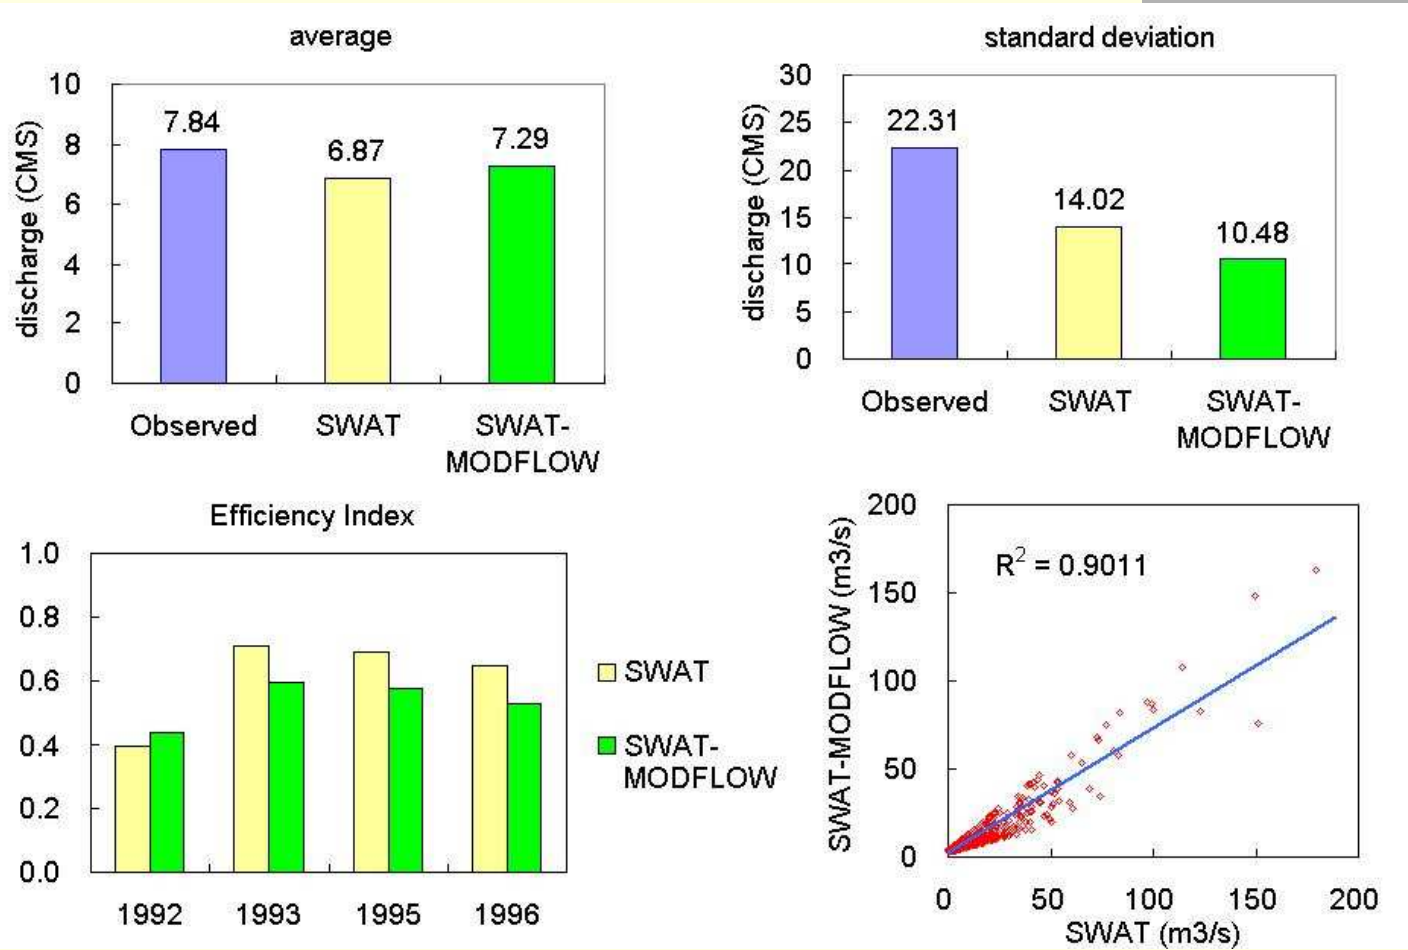 average
10
8
6
4
2
0
discharge (CMS)
7.84
6.87
7.29
Observed
SWAT
SWAT-
MODFLOW
standard deviation
30
25
20
15
10
5
0
discharge (CMS)
22.31
14.02
10.48
Observed
SWAT
SWAT-
MODFLOW
Efficiency Index
1.0
0.8
0.6
0.4
0.2
0.0
1992 1993 1995 1996
SWAT
SWAT-
MODFLOW
200
150
100
50
0
SWAT-MODFLOW (m3/s)
R² = 0.9011
0 50 100 150 200
SWAT (m3/s)